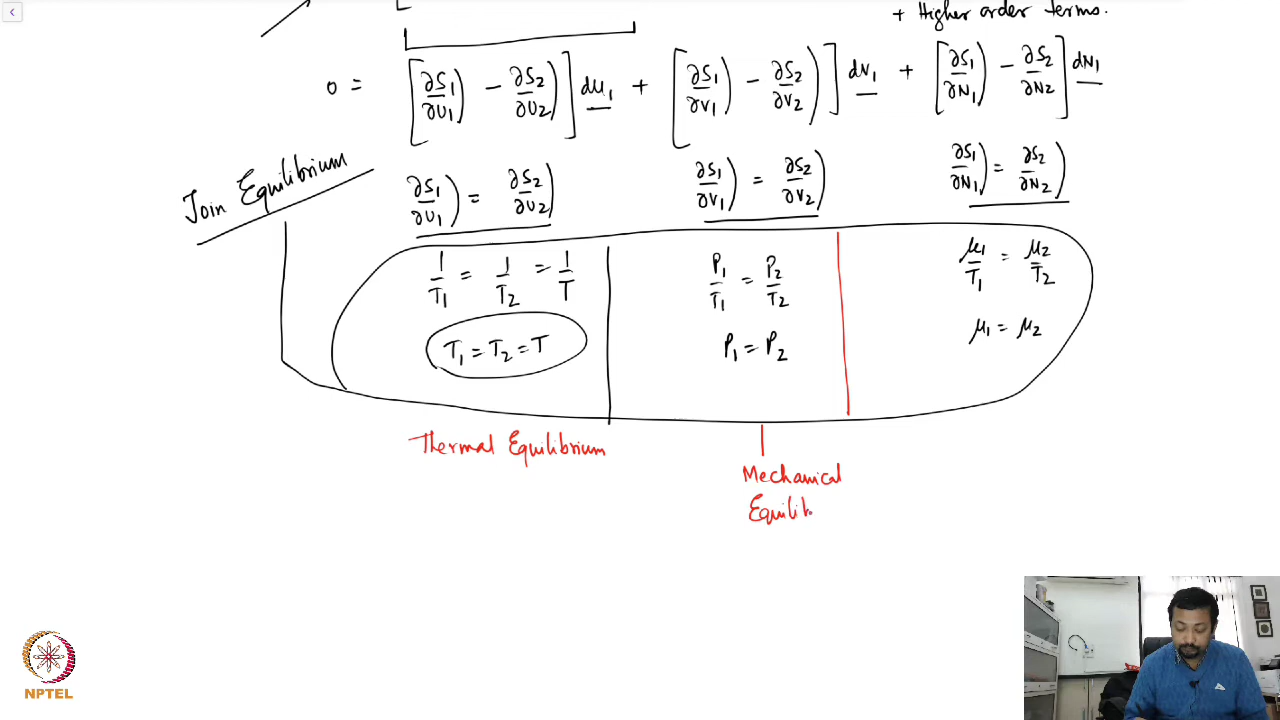 + Higher order terms.
0 = [∂S₁/∂U₁) − ∂S₂/∂U₂)] dU₁ + [∂S₁/∂V₁) − ∂S₂/∂V₂)] dV₁ + [∂S₁/∂N₁) − ∂S₂/∂N₂] dN₁
Join Equilibrium
∂S₁/∂U₁) = ∂S₂/∂U₂)
∂S₁/∂V₁) = ∂S₂/∂V₂)
∂S₁/∂N₁) = ∂S₂/∂N₂)
1/T₁ = 1/T₂ = 1/T
P₁/T₁ = P₂/T₂
μ₁/T₁ = μ₂/T₂
T₁ = T₂ = T
P₁ = P₂
μ₁ = μ₂
Thermal Equilibrium
Mechanical
Equilib
NPTEL